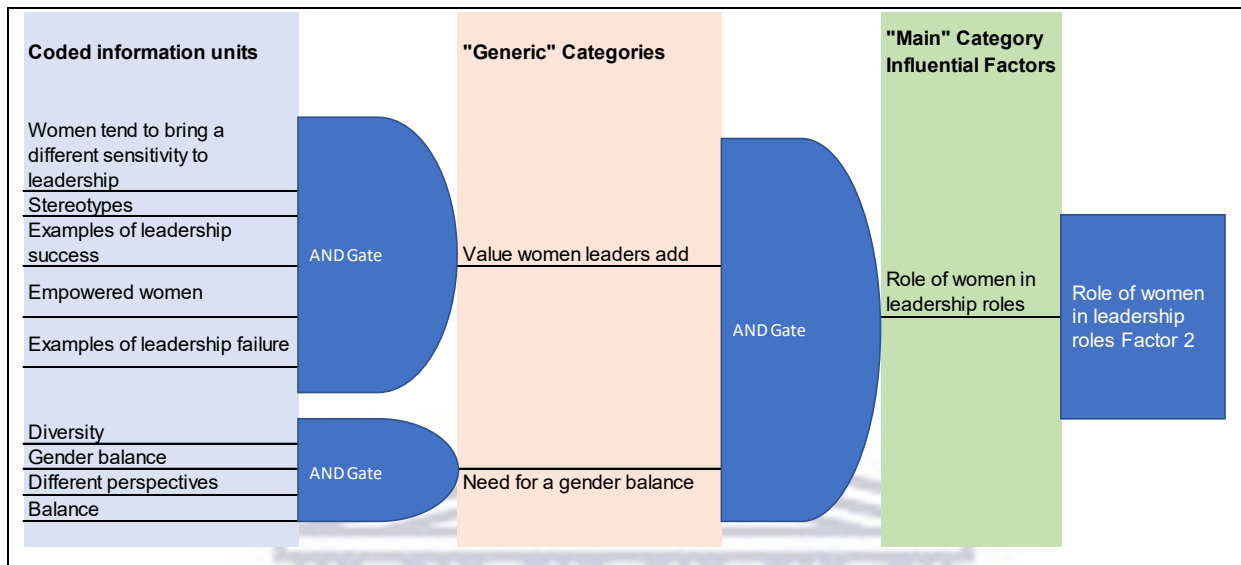 Coded information units
"Generic" Categories
"Main" Category
Influential Factors
Women tend to bring a
different sensitivity to
leadership
Stereotypes
Examples of leadership
success
Empowered women
Examples of leadership failure
AND Gate
Value women leaders add
AND Gate
Role of women in
leadership roles
Role of women
in leadership
roles Factor 2
Diversity
Gender balance
Different perspectives
Balance
AND Gate
Need for a gender balance